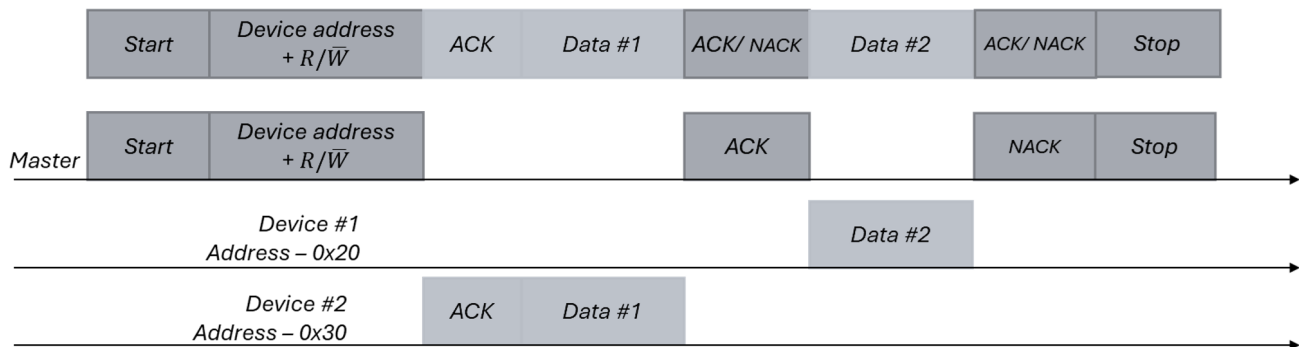 Start
Device address
+ R/W̅
ACK
Data #1
ACK/ NACK
Data #2
ACK/ NACK
Stop
Master
Start
Device address
+ R/W̅
ACK
NACK
Stop
Device #1
Address – 0x20
Data #2
Device #2
Address – 0x30
ACK
Data #1